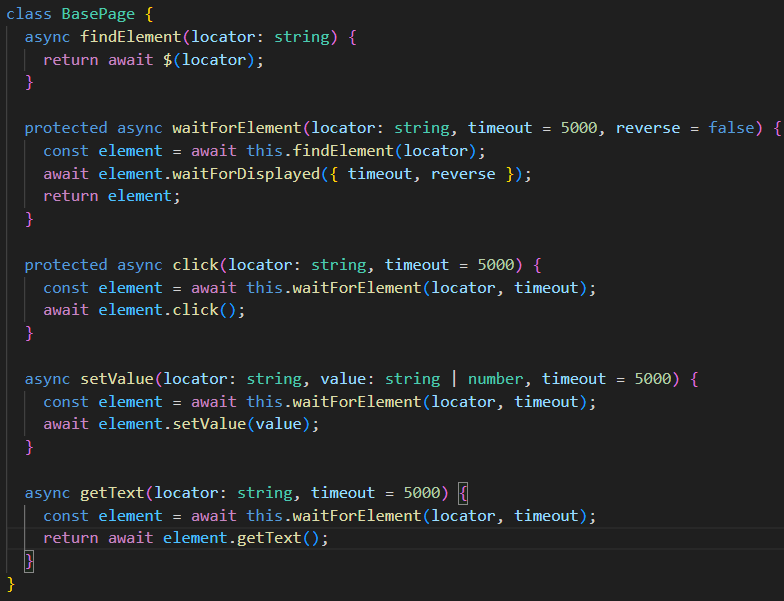 class BasePage {
  async findElement(locator: string) {
    return await $(locator);
  }

  protected async waitForElement(locator: string, timeout = 5000, reverse = false) {
    const element = await this.findElement(locator);
    await element.waitForDisplayed({ timeout, reverse });
    return element;
  }

  protected async click(locator: string, timeout = 5000) {
    const element = await this.waitForElement(locator, timeout);
    await element.click();
  }

  async setValue(locator: string, value: string | number, timeout = 5000) {
    const element = await this.waitForElement(locator, timeout);
    await element.setValue(value);
  }

  async getText(locator: string, timeout = 5000) {
    const element = await this.waitForElement(locator, timeout);
    return await element.getText();
  }
}